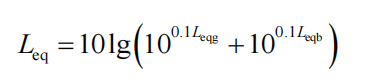 L_eq = 10lg(10^{0.1L_eqg} + 10^{0.1L_eqb})